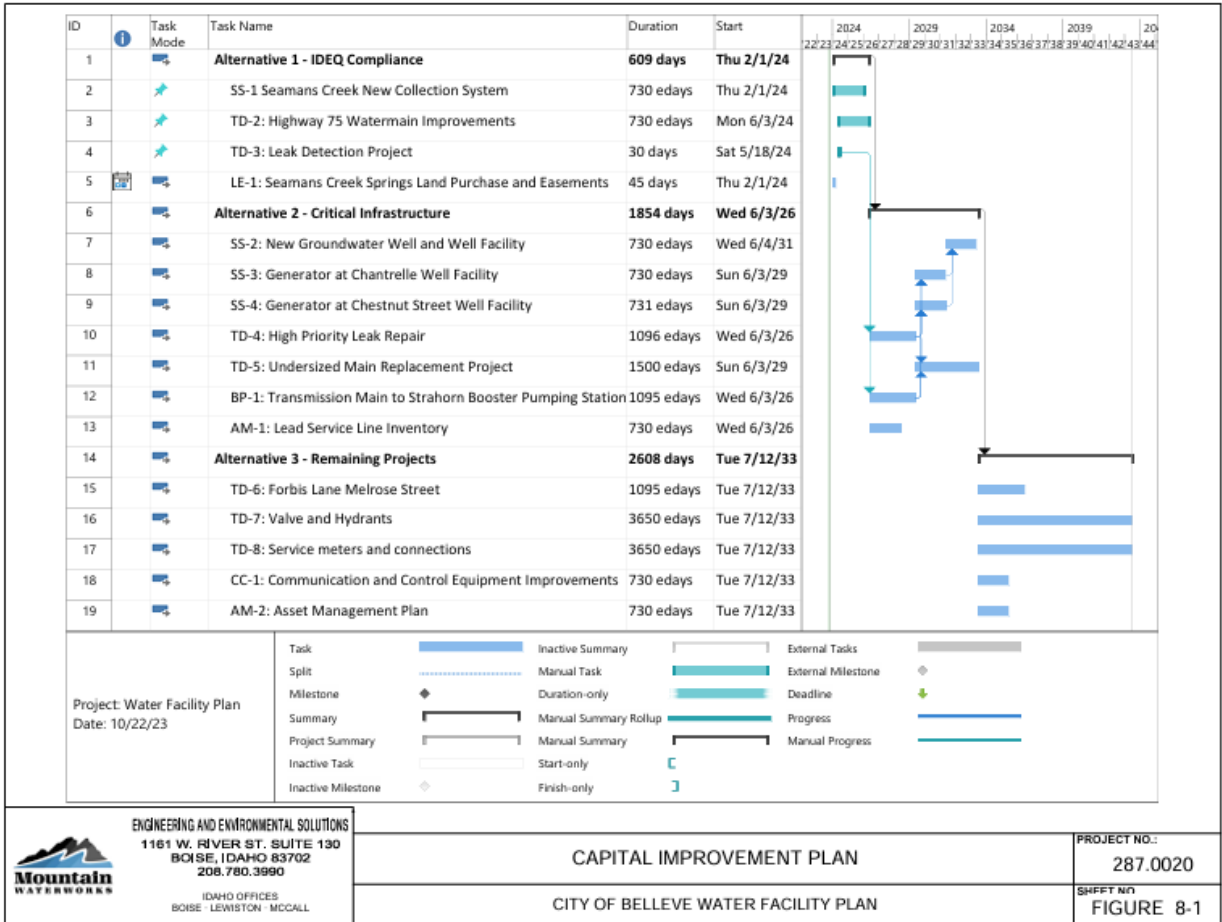 ID Task Mode Task Name Duration Start 2024 2029 2034 2039 20
'22'23'24'25'26'27'28'29'30'31'32'33'34'35'36'37'38'39'40'41'42'43'44'
1 Alternative 1 - IDEQ Compliance 609 days Thu 2/1/24
2 SS-1 Seamans Creek New Collection System 730 edays Thu 2/1/24
3 TD-2: Highway 75 Watermain Improvements 730 edays Mon 6/3/24
4 TD-3: Leak Detection Project 30 days Sat 5/18/24
5 LE-1: Seamans Creek Springs Land Purchase and Easements 45 days Thu 2/1/24
6 Alternative 2 - Critical Infrastructure 1854 days Wed 6/3/26
7 SS-2: New Groundwater Well and Well Facility 730 edays Wed 6/4/31
8 SS-3: Generator at Chantrelle Well Facility 730 edays Sun 6/3/29
9 SS-4: Generator at Chestnut Street Well Facility 731 edays Sun 6/3/29
10 TD-4: High Priority Leak Repair 1096 edays Wed 6/3/26
11 TD-5: Undersized Main Replacement Project 1500 edays Sun 6/3/29
12 BP-1: Transmission Main to Strahorn Booster Pumping Station 1095 edays Wed 6/3/26
13 AM-1: Lead Service Line Inventory 730 edays Wed 6/3/26
14 Alternative 3 - Remaining Projects 2608 days Tue 7/12/33
15 TD-6: Forbis Lane Melrose Street 1095 edays Tue 7/12/33
16 TD-7: Valve and Hydrants 3650 edays Tue 7/12/33
17 TD-8: Service meters and connections 3650 edays Tue 7/12/33
18 CC-1: Communication and Control Equipment Improvements 730 edays Tue 7/12/33
19 AM-2: Asset Management Plan 730 edays Tue 7/12/33
Project: Water Facility Plan
Date: 10/22/23
Task Inactive Summary External Tasks
Split Manual Task External Milestone
Milestone Duration-only Deadline
Summary Manual Summary Rollup Progress
Project Summary Manual Summary Manual Progress
Inactive Task Start-only
Inactive Milestone Finish-only
Mountain
WATERWORKS
ENGINEERING AND ENVIRONMENTAL SOLUTIONS
1161 W. RIVER ST. SUITE 130
BOISE, IDAHO 83702
208.780.3990
IDAHO OFFICES
BOISE - LEWISTON - MCCALL
CAPITAL IMPROVEMENT PLAN
CITY OF BELLEVE WATER FACILITY PLAN
PROJECT NO.:
287.0020
SHEET NO
FIGURE 8-1